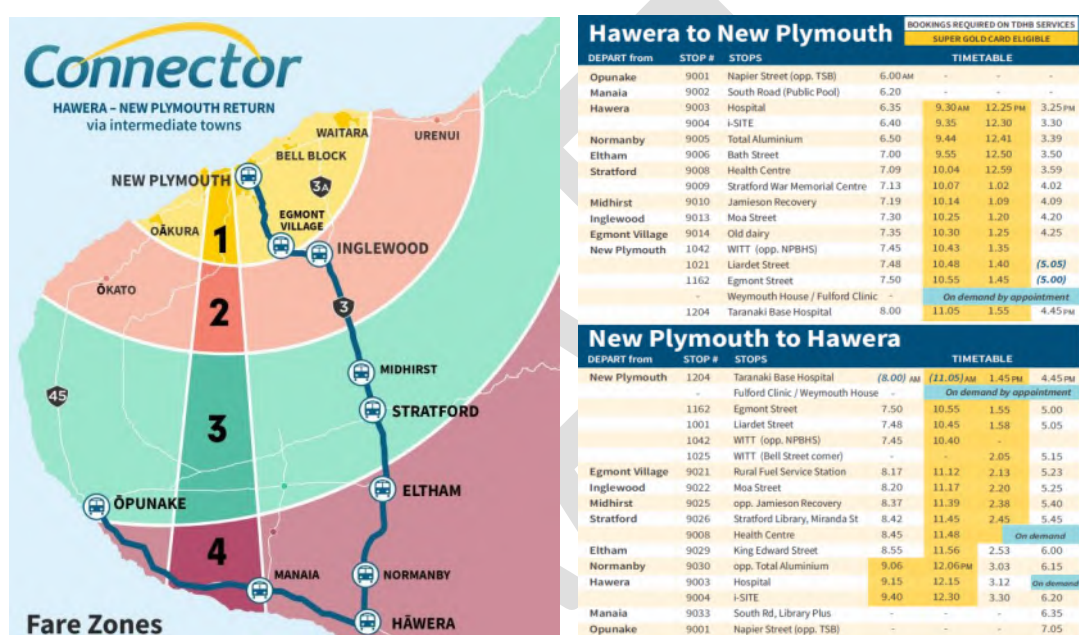 Connector
HAWERA – NEW PLYMOUTH RETURN
via intermediate towns
WAITARA
URENUI
BELL BLOCK
NEW PLYMOUTH
3A
EGMONT
VILLAGE
OĀKURA
1
INGLEWOOD
ŌKATO
2
3
MIDHIRST
45
STRATFORD
3
ELTHAM
ŌPUNAKE
4
MANAIA
NORMANBY
HĀWERA
Fare Zones
Hawera to New Plymouth
BOOKINGS REQUIRED ON TDHB SERVICES
SUPER GOLD CARD ELIGIBLE
DEPART from STOP # STOPS TIMETABLE
Opunake 9001 Napier Street (opp. TSB) 6.00 AM - - -
Manaia 9002 South Road (Public Pool) 6.20 - - -
Hawera 9003 Hospital 6.35 9.30 AM 12.25 PM 3.25 PM
9004 i-SITE 6.40 9.35 12.30 3.30
Normanby 9005 Total Aluminium 6.50 9.44 12.41 3.39
Eltham 9006 Bath Street 7.00 9.55 12.50 3.50
Stratford 9008 Health Centre 7.09 10.04 12.59 3.59
9009 Stratford War Memorial Centre 7.13 10.07 1.02 4.02
Midhirst 9010 Jamieson Recovery 7.19 10.14 1.09 4.09
Inglewood 9013 Moa Street 7.30 10.25 1.20 4.20
Egmont Village 9014 Old dairy 7.35 10.30 1.25 4.25
New Plymouth 1042 WITT (opp. NPBHS) 7.45 10.43 1.35
1021 Liardet Street 7.48 10.48 1.40 (5.05)
1162 Egmont Street 7.50 10.55 1.45 (5.00)
- Weymouth House / Fulford Clinic - On demand by appointment
1204 Taranaki Base Hospital 8.00 11.05 1.55 4.45 PM
New Plymouth to Hawera
DEPART from STOP # STOPS TIMETABLE
New Plymouth 1204 Taranaki Base Hospital (8.00) AM (11.05) AM 1.45 PM 4.45 PM
- Fulford Clinic / Weymouth House - On demand by appointment
1162 Egmont Street 7.50 10.55 1.55 5.00
1001 Liardet Street 7.48 10.45 1.58 5.05
1042 WITT (opp. NPBHS) 7.45 10.40 -
1025 WITT (Bell Street corner) - - 2.05 5.15
Egmont Village 9021 Rural Fuel Service Station 8.17 11.12 2.13 5.23
Inglewood 9022 Moa Street 8.20 11.17 2.20 5.25
Midhirst 9025 opp. Jamieson Recovery 8.37 11.39 2.38 5.40
Stratford 9026 Stratford Library, Miranda St 8.42 11.45 2.45 5.45
9008 Health Centre 8.45 11.48 On demand
Eltham 9029 King Edward Street 8.55 11.56 2.53 6.00
Normanby 9030 opp. Total Aluminium 9.06 12.06 PM 3.03 6.15
Hawera 9003 Hospital 9.15 12.15 3.12 On demand
9004 i-SITE 9.40 12.30 3.30 6.20
Manaia 9033 South Rd, Library Plus - - - 6.35
Opunake 9001 Napier Street (opp. TSB) - - - 7.05